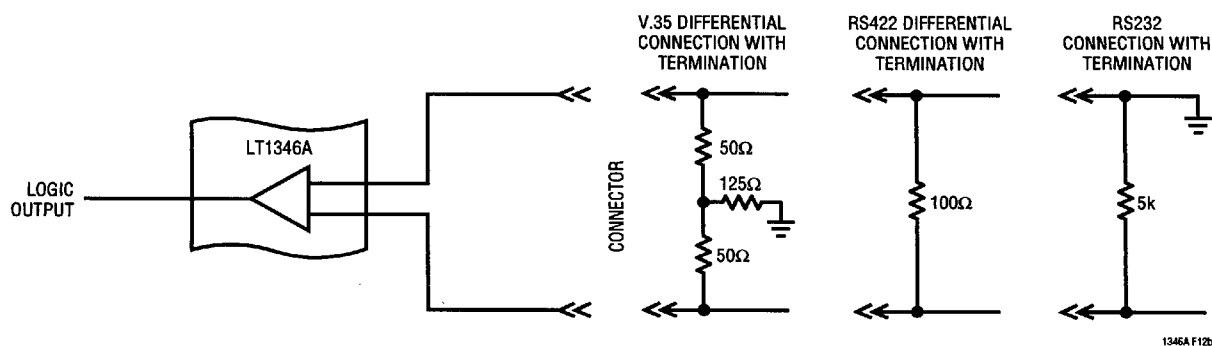 V.35 DIFFERENTIAL
CONNECTION WITH
TERMINATION
RS422 DIFFERENTIAL
CONNECTION WITH
TERMINATION
RS232
CONNECTION WITH
TERMINATION
LT1346A
LOGIC
OUTPUT
CONNECTOR
50Ω
125Ω
50Ω
100Ω
5k
1346A F12b